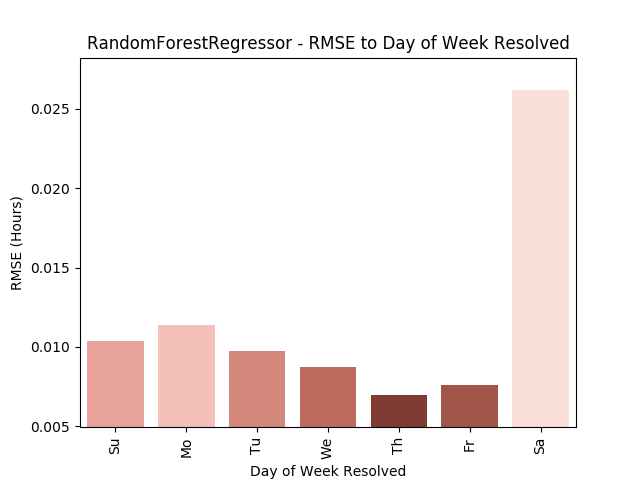 RandomForestRegressor - RMSE to Day of Week Resolved
RMSE (Hours)
0.025
0.020
0.015
0.010
0.005
Su Mo Tu We Th Fr Sa
Day of Week Resolved